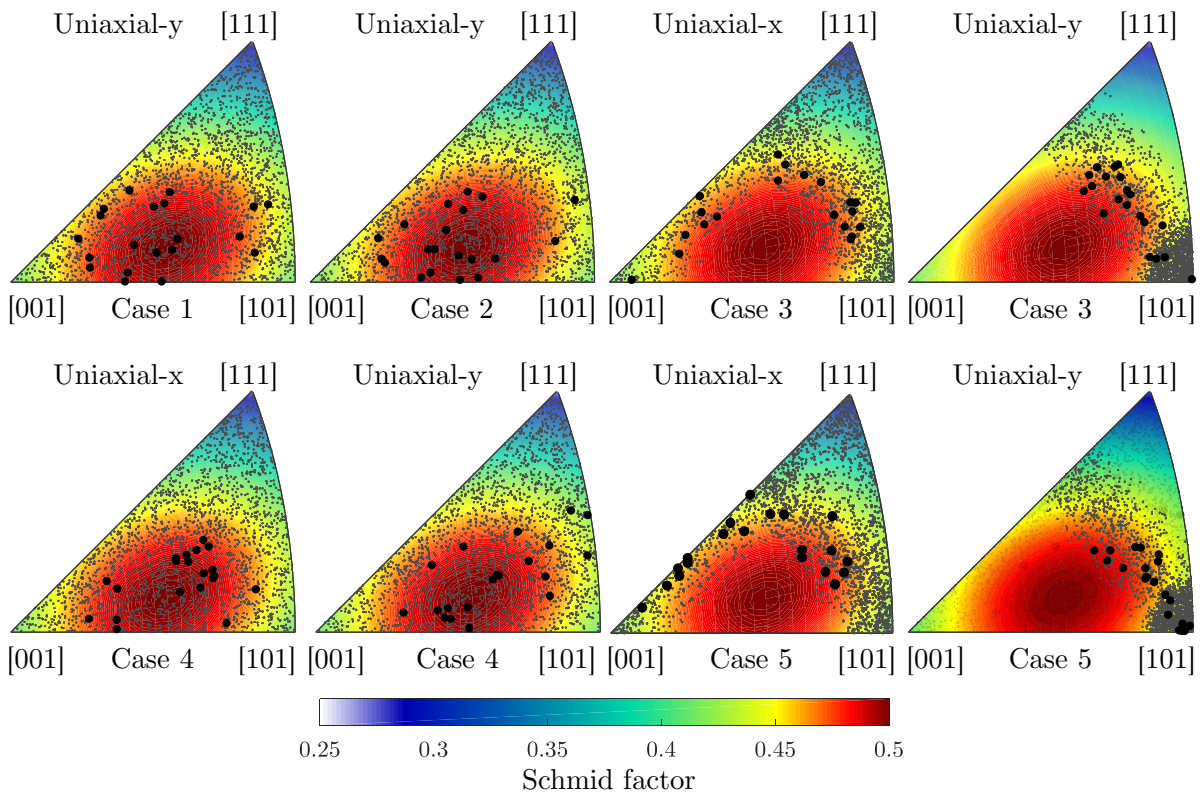 Uniaxial-y [111] Uniaxial-y [111] Uniaxial-x [111] Uniaxial-y [111]
[001] Case 1 [101] [001] Case 2 [101] [001] Case 3 [101] [001] Case 3 [101]
Uniaxial-x [111] Uniaxial-y [111] Uniaxial-x [111] Uniaxial-y [111]
[001] Case 4 [101] [001] Case 4 [101] [001] Case 5 [101] [001] Case 5 [101]
0.25 0.3 0.35 0.4 0.45 0.5
Schmid factor